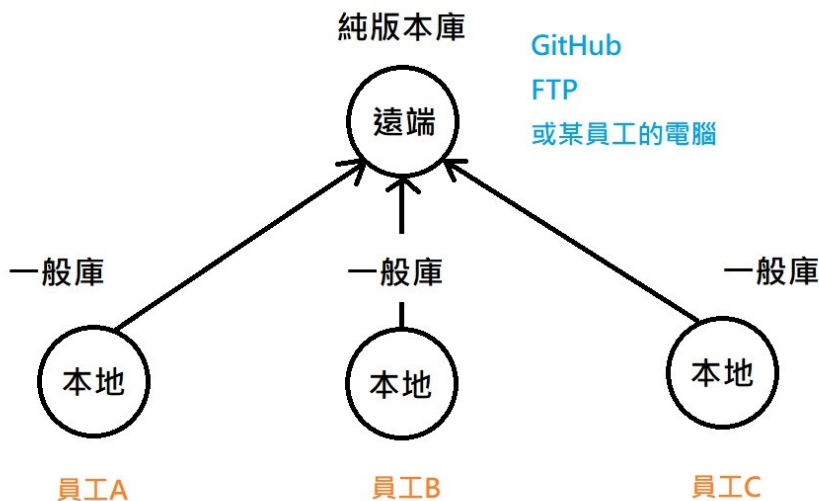 純版本庫
GitHub
FTP
或某員工的電腦
遠端
一般庫
一般庫
一般庫
本地
本地
本地
員工A
員工B
員工C